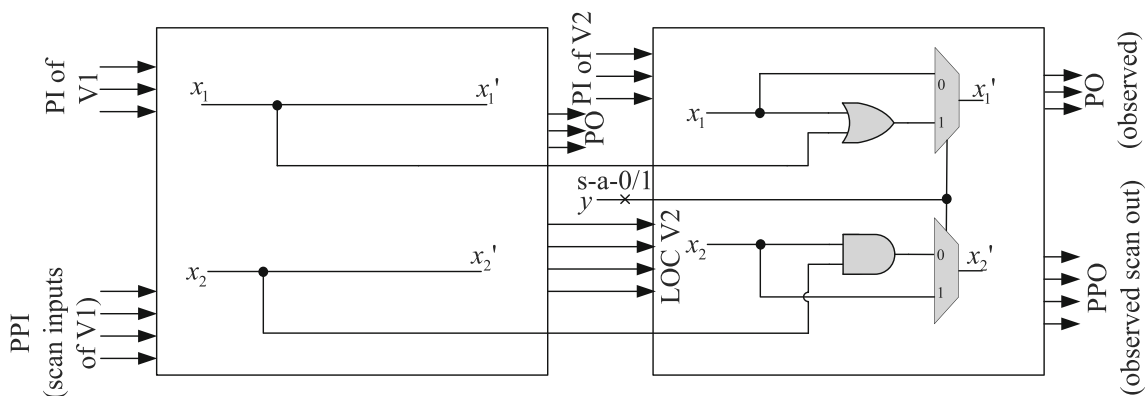 PI of
V1
x1
x1'
PO
PI of V2
0
1
x1'
x1
PO
(observed)
s-a-0/1
y
x2
x2'
LOC V2
x2
0
1
x2'
PPI
(scan inputs
of V1)
PPO
(observed scan out)